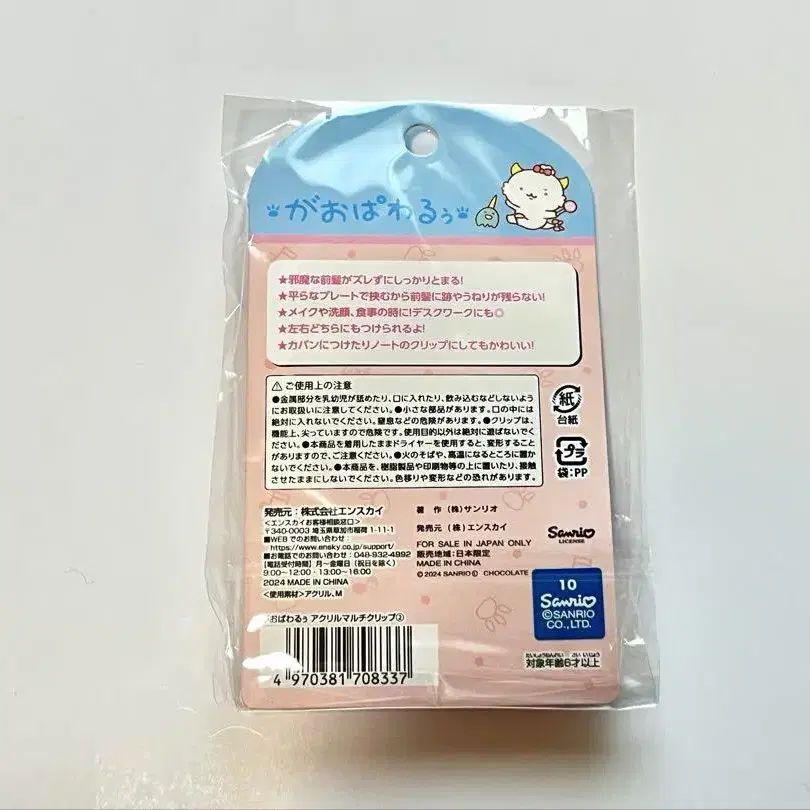 がおぱわるぅ
★邪魔な前髪がズレずにしっかりとまる!
★平らなプレートで挟むから前髪に跡やうねりが残らない!
★メイクや洗顔、食事の時に!デスクワークにも◎
★左右どちらにもつけられるよ!
★カバンにつけたりノートのクリップにしてもかわいい!
⚠ご使用上の注意
●金属部分を乳幼児が舐めたり、口に入れたり、飲み込むなどしないよう
にお取扱いに注意してください。●小さな部品があります。口の中には
絶対に入れないでください。窒息などの危険があります。●クリップは、
機能上、尖っていますので危険です。使用目的以外は絶対に遊ばないでく
ださい。●本商品を着用したままドライヤーを使用すると、変形すること
がありますので、ご注意ください。●火のそばや、高温になるところに置か
ないでください。●本商品を、樹脂製品や印刷物等の上に置いたり、接触
させたままにしないでください。色移りや変形などの恐れがあります。
紙
台紙
プラ
袋:PP
発売元:株式会社エンスカイ
<エンスカイお客様相談窓口>
〒340-0003 埼玉県草加市稲荷 1-11-1
■WEBでのお問い合わせ:
https://www.ensky.co.jp/support/
■お電話でのお問い合わせ:048-932-4992
[電話受付時間] 月〜金曜日 (祝日を除く)
9:00〜12:00・13:00〜16:00
2024 MADE IN CHINA
<使用素材>アクリル、M
著 作 (株)サンリオ
発売元 (株)エンスカイ
FOR SALE IN JAPAN ONLY
販売地域:日本限定
MADE IN CHINA
© 2024 SANRIO Ⓛ CHOCOLATE
Sanrio
LICENSE
10
Sanrio
©SANRIO
CO.,LTD.
おぱわるぅ アクリルマルチクリップ②
4 970381 708337
たいしょうねんれい さい いじょう
対象年齢6才以上